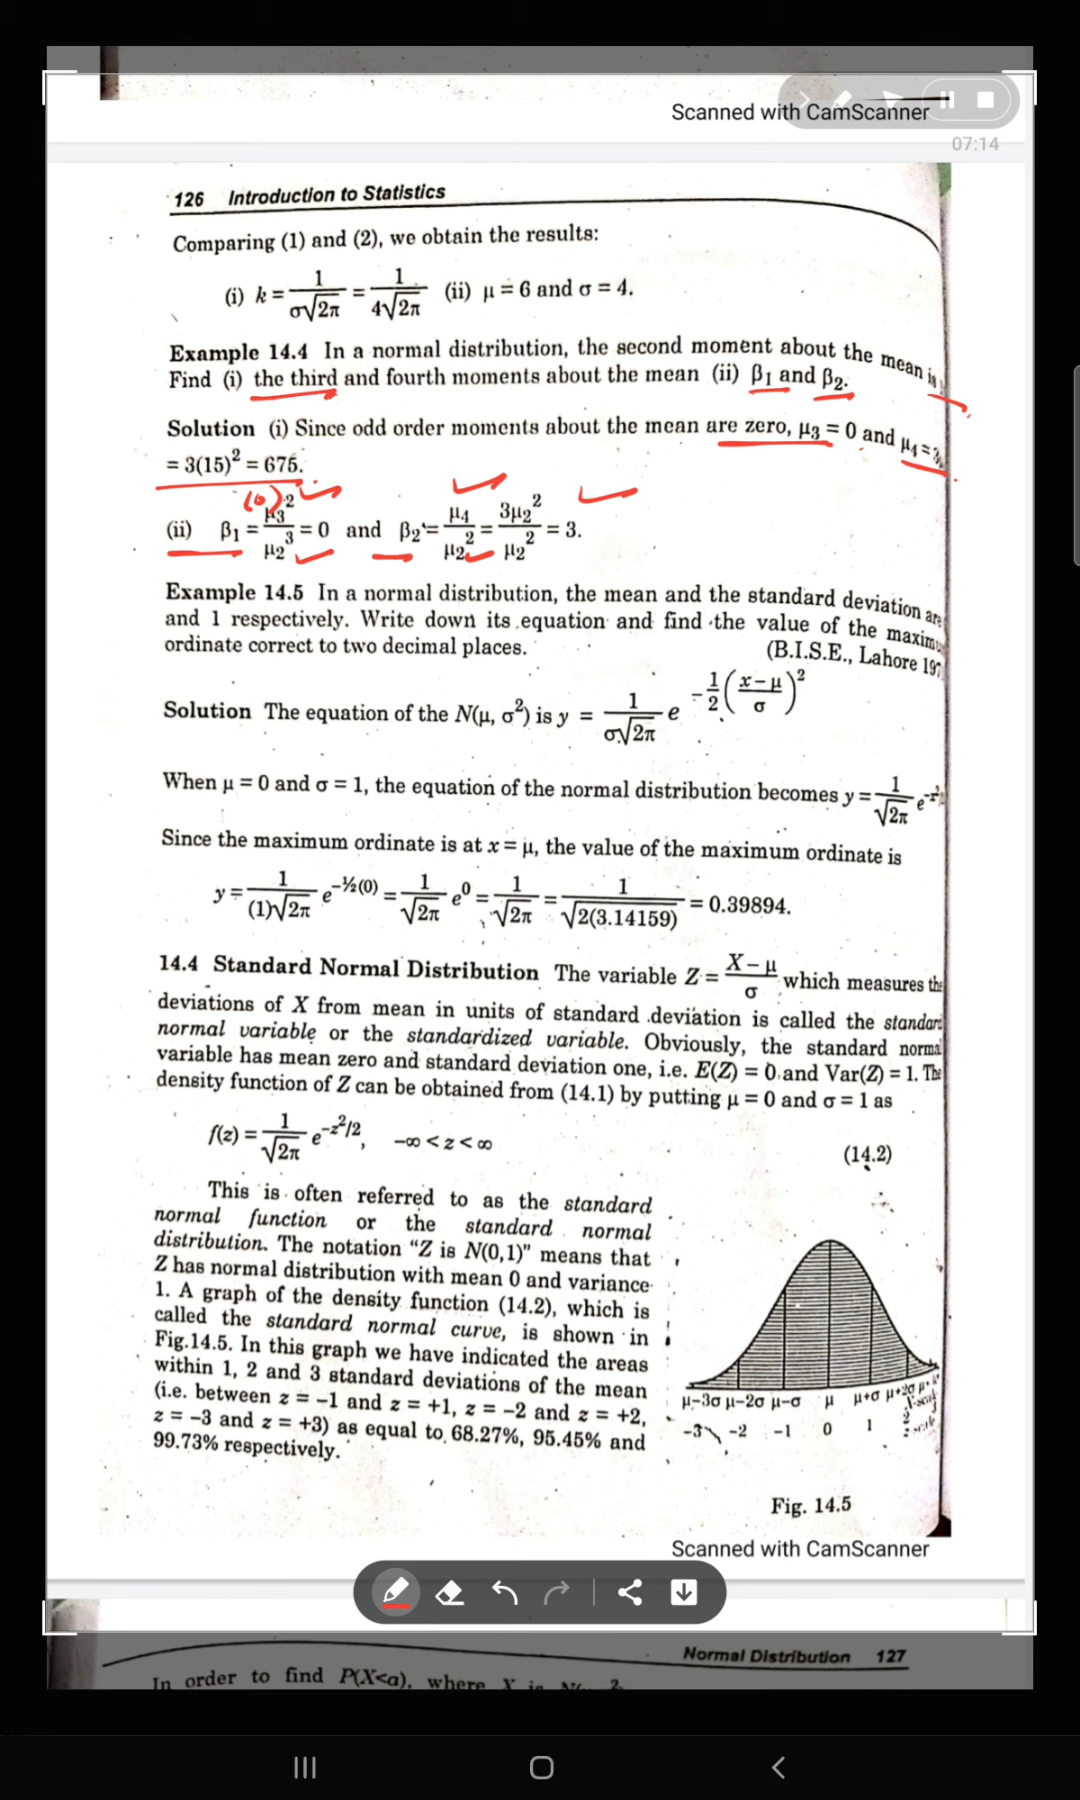 Scanned with CamScanner
07:14
126 Introduction to Statistics
Comparing (1) and (2), we obtain the results:
(i) k = 1/σ√2π = 1/4√2π (ii) μ = 6 and σ = 4.
Example 14.4 In a normal distribution, the second moment about the mean is
Find (i) the third and fourth moments about the mean (ii) β1 and β2.
Solution (i) Since odd order moments about the mean are zero, μ3 = 0 and μ4 = 3
= 3(15)² = 675.
(0)
(ii) β1 = μ3²/μ2³ = 0 and β2 = μ4/μ2² = 3μ2²/μ2² = 3.
Example 14.5 In a normal distribution, the mean and the standard deviation are
and 1 respectively. Write down its equation and find the value of the
ordinate correct to two decimal places.
(B.I.S.E., Lahore
Solution The equation of the N(μ, σ²) is y = 1/σ√2π e^-½((x-μ)/σ)²
When μ = 0 and σ = 1, the equation of the normal distribution becomes y = 1/√2π e
Since the maximum ordinate is at x = μ, the value of the maximum ordinate is
y = 1/(1)√2π e^-½(0) = 1/√2π e⁰ = 1/√2π = 1/√2(3.14159) = 0.39894.
14.4 Standard Normal Distribution The variable Z = X - μ/σ which measures the
deviations of X from mean in units of standard deviation is called the standard
normal variable or the standardized variable. Obviously, the standard normal
variable has mean zero and standard deviation one, i.e. E(Z) = 0 and Var(Z) = 1. The
density function of Z can be obtained from (14.1) by putting μ = 0 and σ = 1 as
f(z) = 1/√2π e^-z²/2, -∞ < z < ∞ (14.2)
This is often referred to as the standard
normal function or the standard normal
distribution. The notation “Z is N(0,1)” means that
Z has normal distribution with mean 0 and variance
1. A graph of the density function (14.2), which is
called the standard normal curve, is shown in
Fig.14.5. In this graph we have indicated the areas
within 1, 2 and 3 standard deviations of the mean
(i.e. between z = -1 and z = +1, z = -2 and z = +2,
z = -3 and z = +3) as equal to 68.27%, 95.45% and
99.73% respectively.
μ-3σ μ-2σ μ-σ μ μ+σ μ+2σ
-3 -2 -1 0 1 2
Fig. 14.5
Scanned with CamScanner
Normal Distribution 127
In order to find P(X<a), where X is